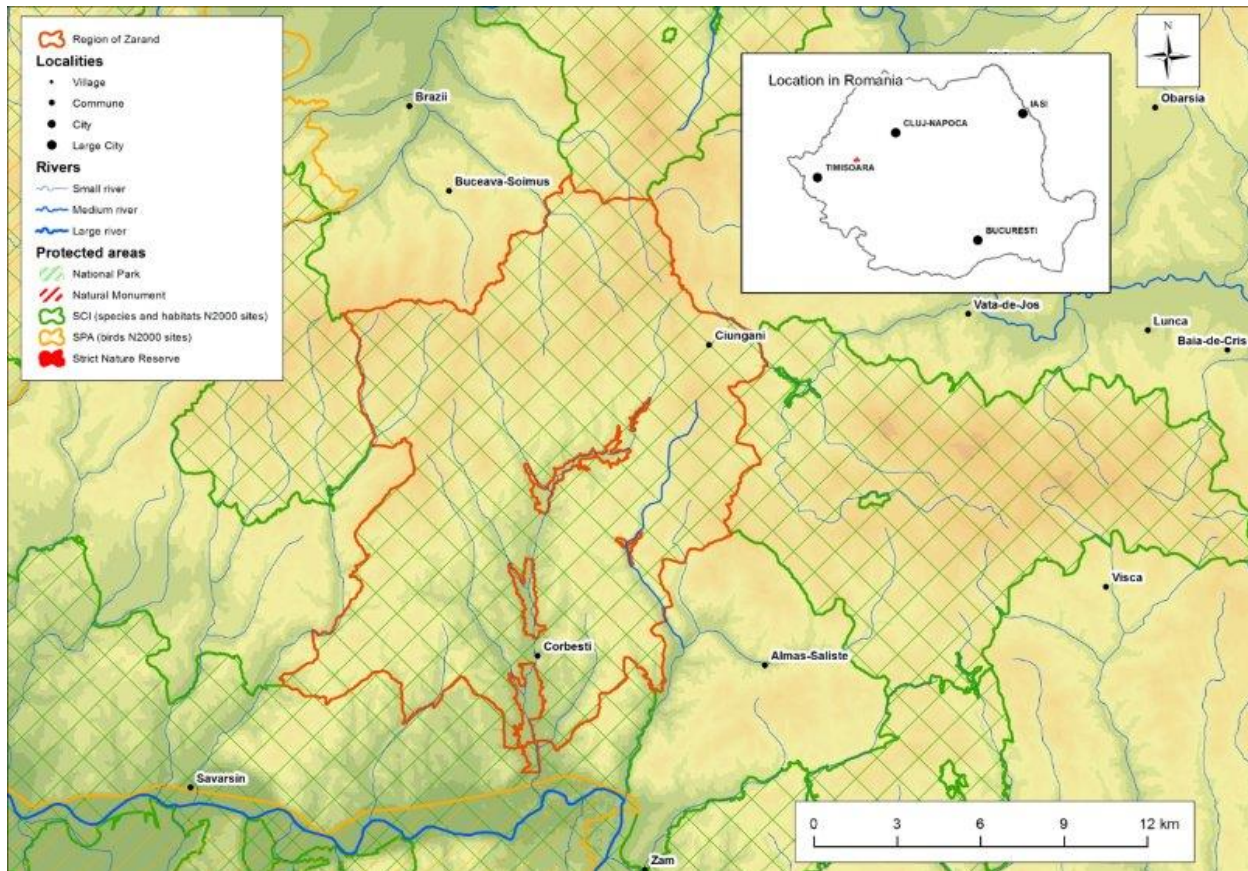 Region of Zarand
Localities
Village
Commune
City
Large City
Rivers
Small river
Medium river
Large river
Protected areas
National Park
Natural Monument
SCI (species and habitats N2000 sites)
SPA (birds N2000 sites)
Strict Nature Reserve
Brazii
Buceava-Soimus
Location in Romania
IASI
CLUJ-NAPOCA
TIMISOARA
BUCURESTI
N
Obarsia
Vata-de-Jos
Lunca
Baia-de-Cris
Ciungani
Visca
Corbesti
Almas-Saliste
Savarsin
Zam
0 3 6 9 12 km